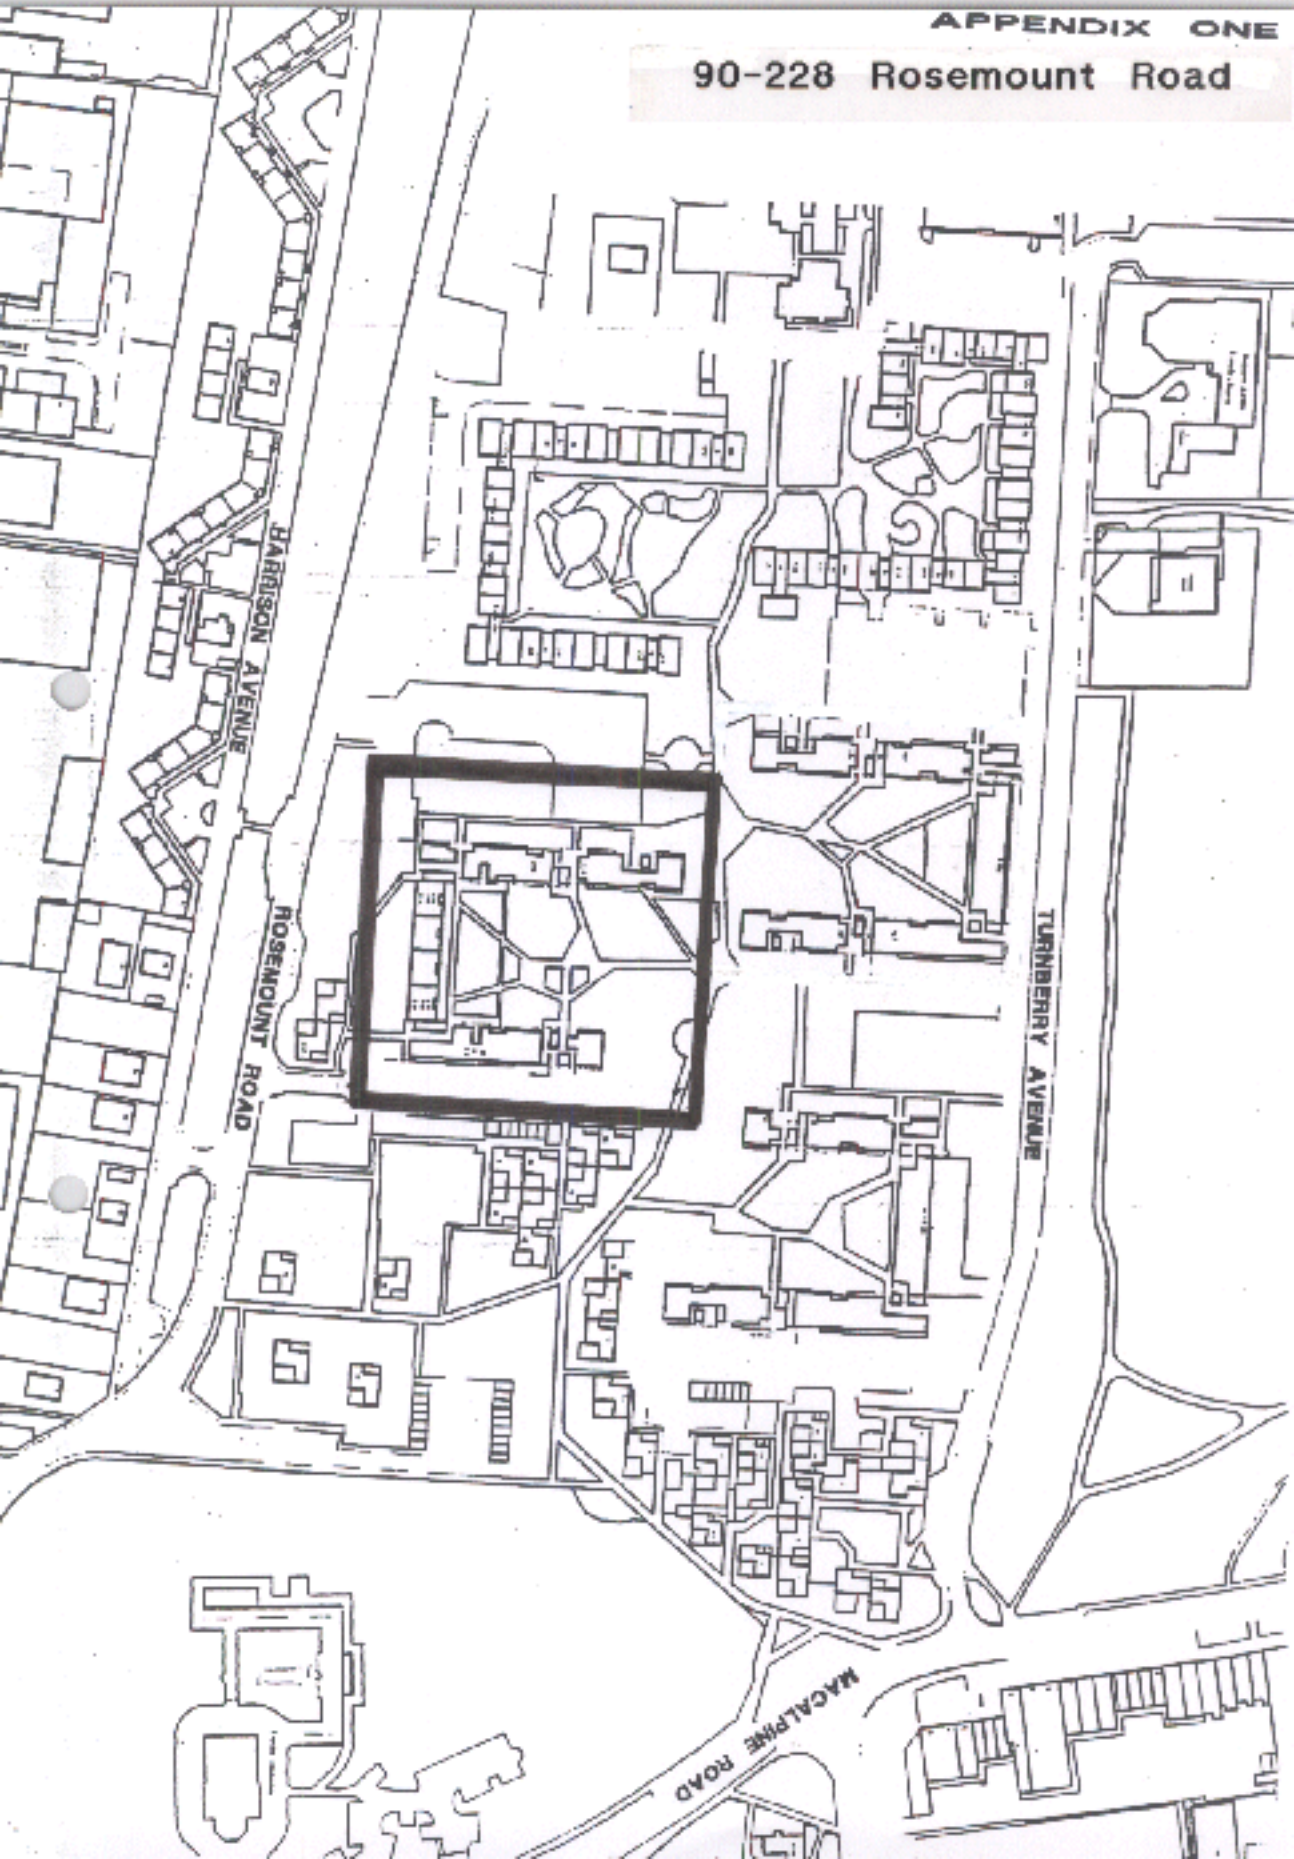 APPENDIX ONE
90-228 Rosemount Road
HARRISON AVENUE
ROSEMOUNT ROAD
TURNBERRY AVENUE
MACALPINE ROAD